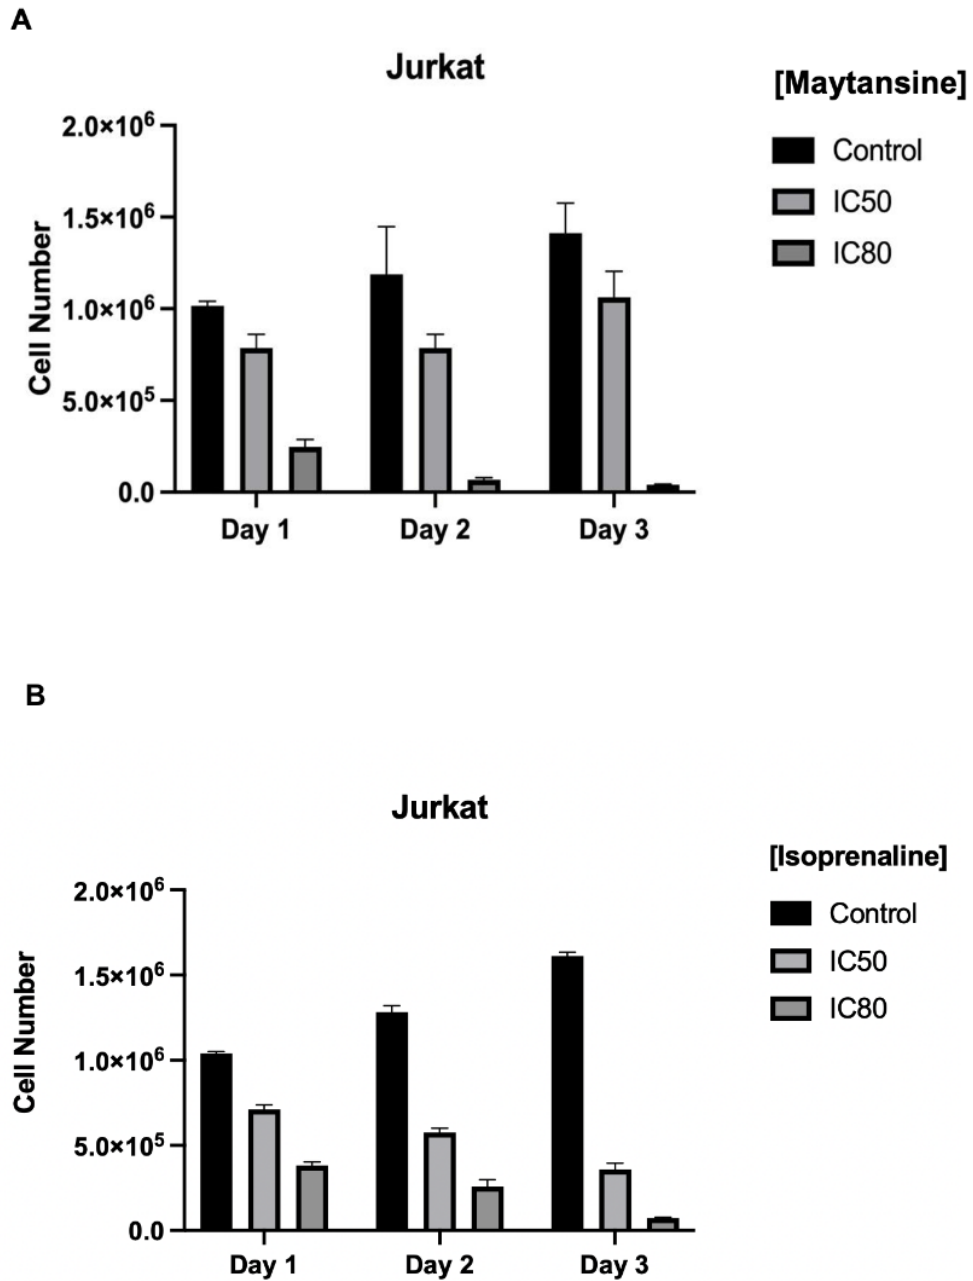 A
Jurkat
[Maytansine]
Control
IC50
IC80
2.0×10⁶
1.5×10⁶
1.0×10⁶
5.0×10⁵
0.0
Cell Number
Day 1 Day 2 Day 3
B
Jurkat
[Isoprenaline]
Control
IC50
IC80
2.0×10⁶
1.5×10⁶
1.0×10⁶
5.0×10⁵
0.0
Cell Number
Day 1 Day 2 Day 3